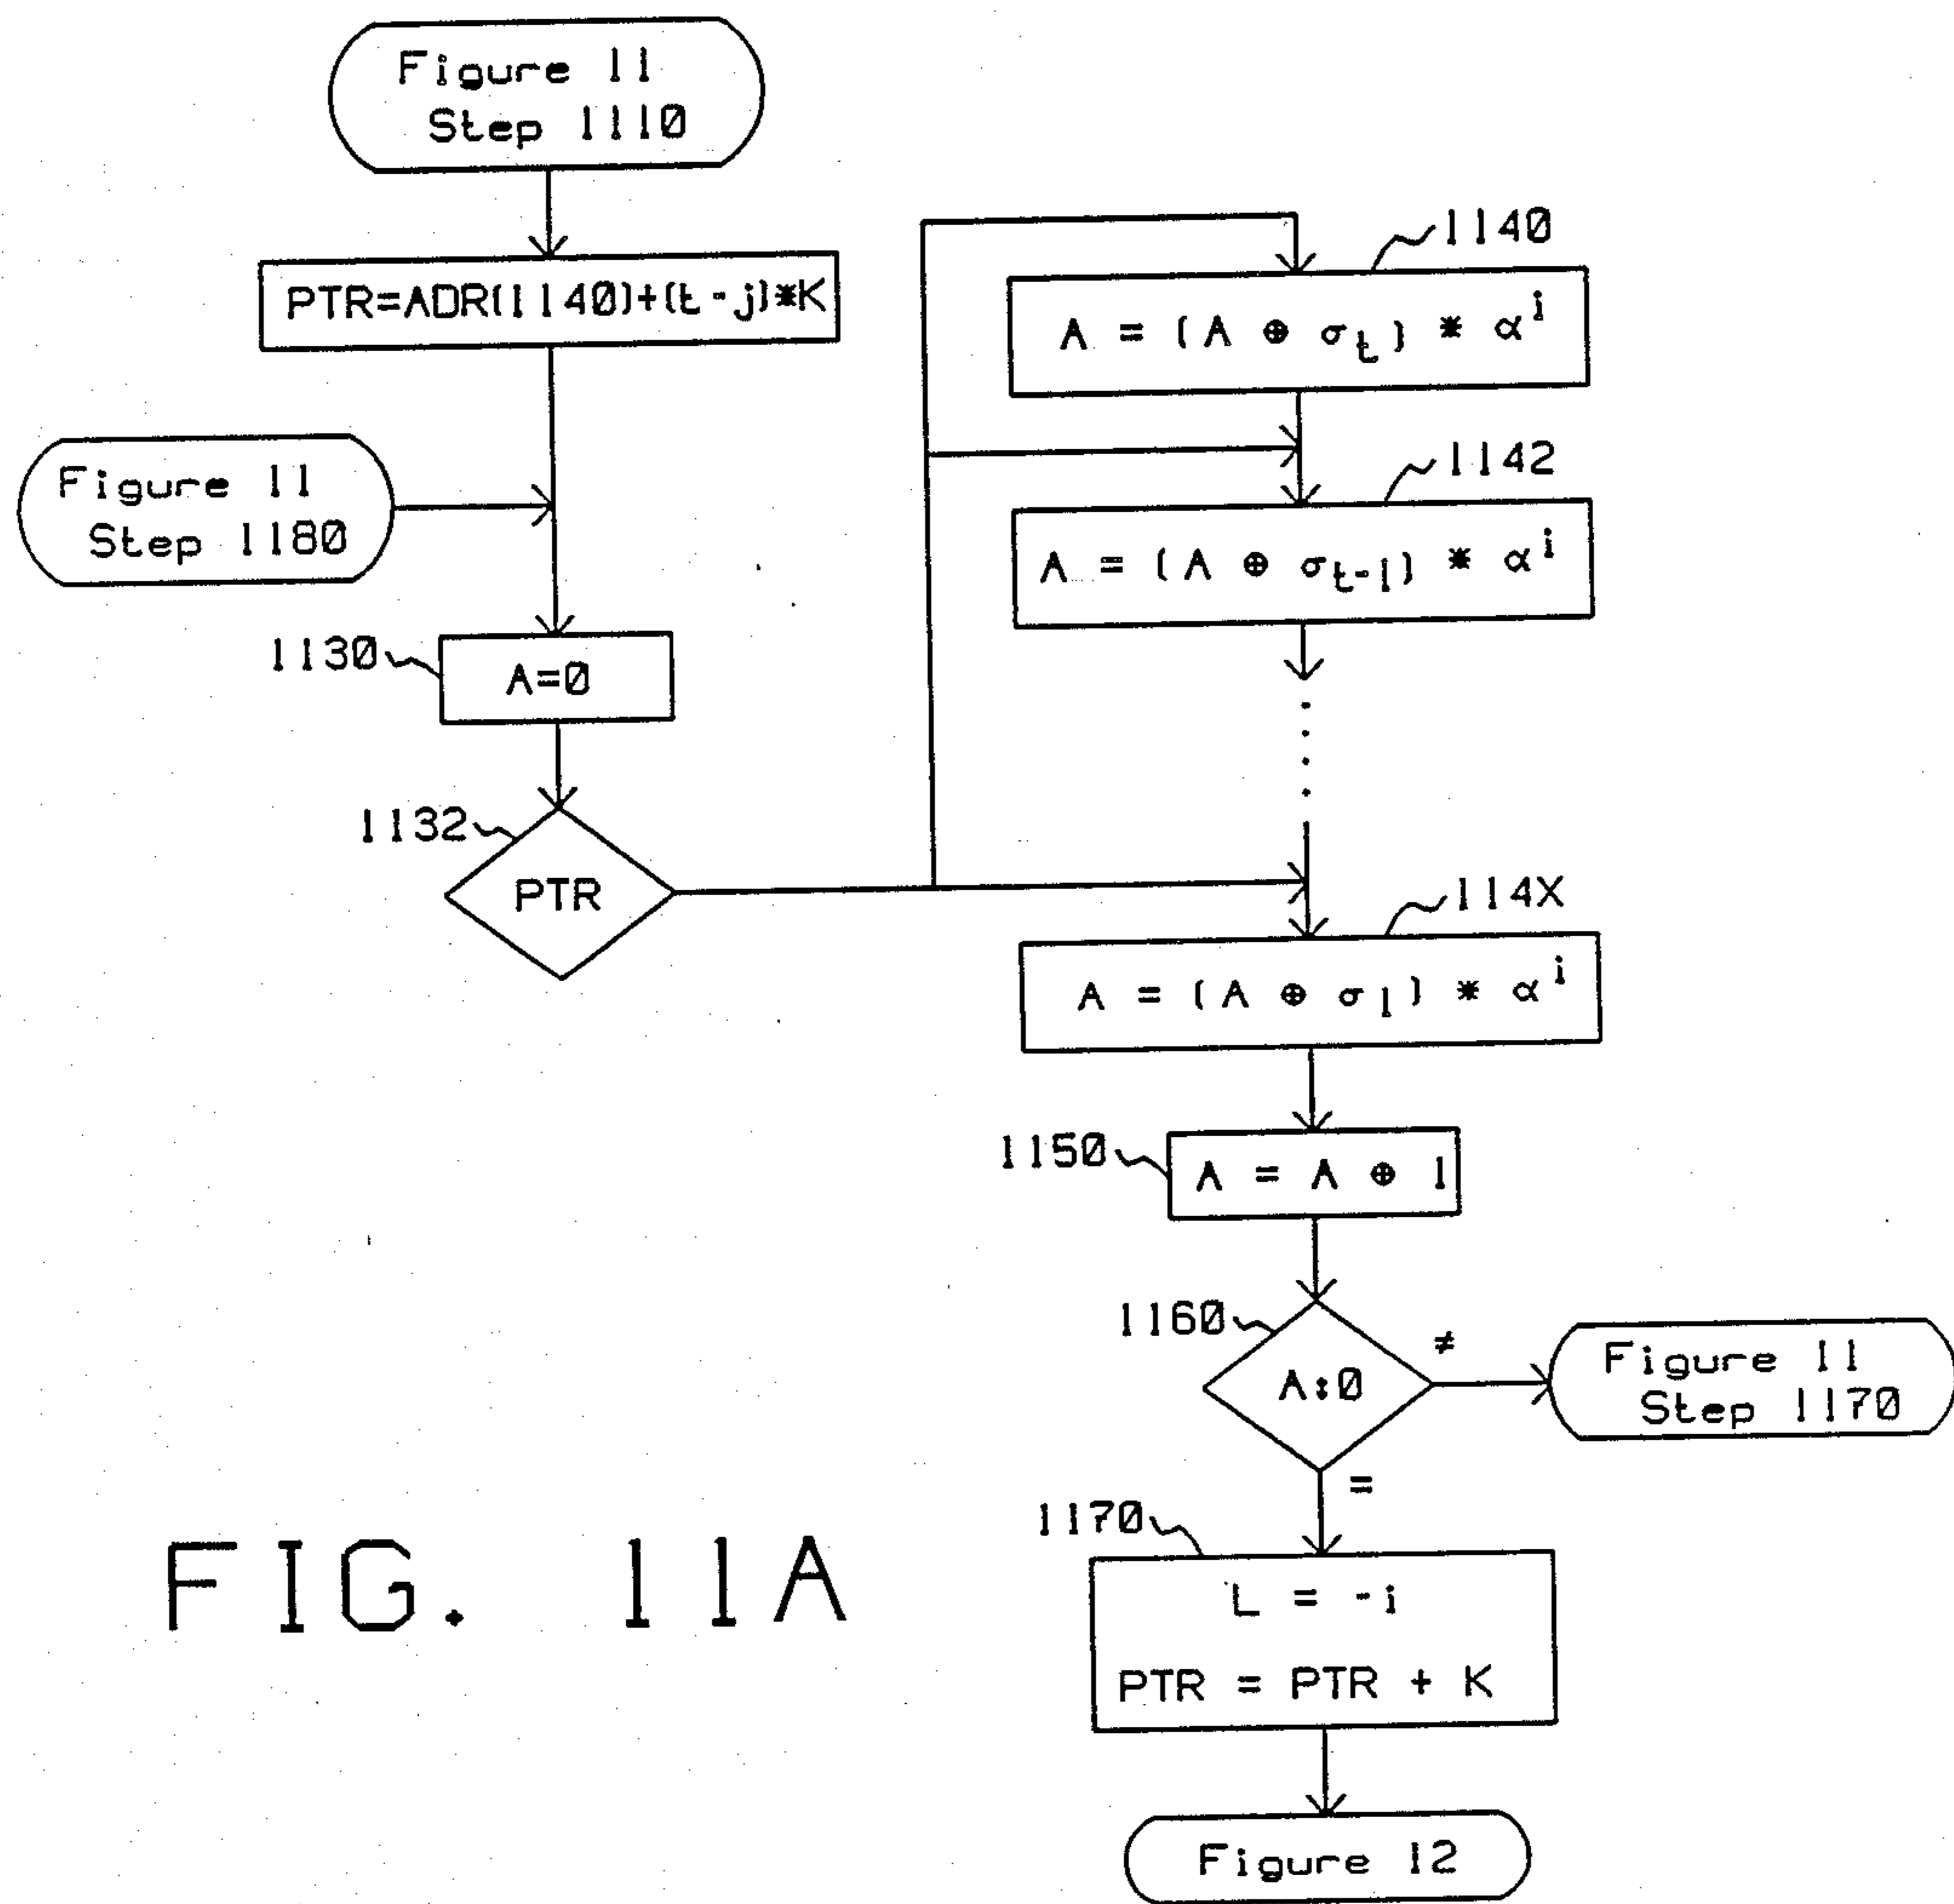 Figure 11
Step 1110
PTR=ADR(1140)+(t-j)*K
Figure 11
Step 1180
1130
A=0
1132
PTR
1140
A = (A ⊕ σt) * α^i
1142
A = (A ⊕ σt-1) * α^i
114X
A = (A ⊕ σ1) * α^i
1150
A = A ⊕ 1
1160
A:0
≠
Figure 11
Step 1170
=
1170
L = -i
PTR = PTR + K
Figure 12
FIG. 11A